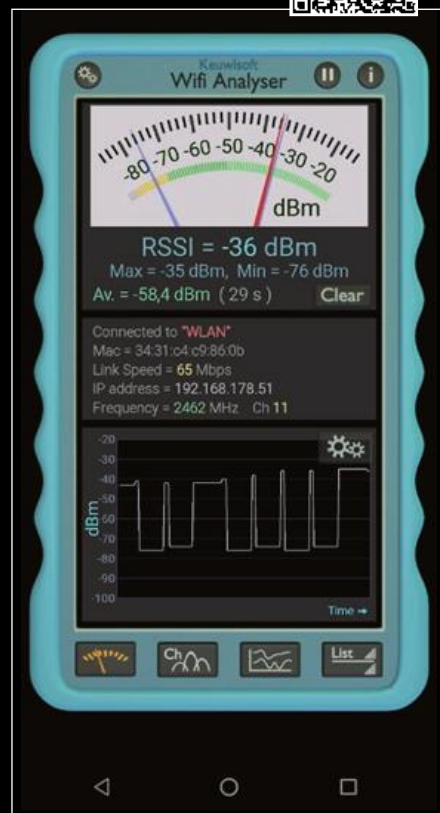 Keuwlsoft
Wifi Analyser
i
-80 -70 -60 -50 -40 -30 -20
dBm
RSSI = -36 dBm
Max = -35 dBm, Min = -76 dBm
Av. = -58,4 dBm (29 s) Clear
Connected to "WLAN"
Mac = 34:31:c4:c9:86:0b
Link Speed = 65 Mbps
IP address = 192.168.178.51
Frequency = 2462 MHz Ch 11
-20
-30
-40
-50
dBm
-60
-70
-80
-90
-100
Time →
Ch
List